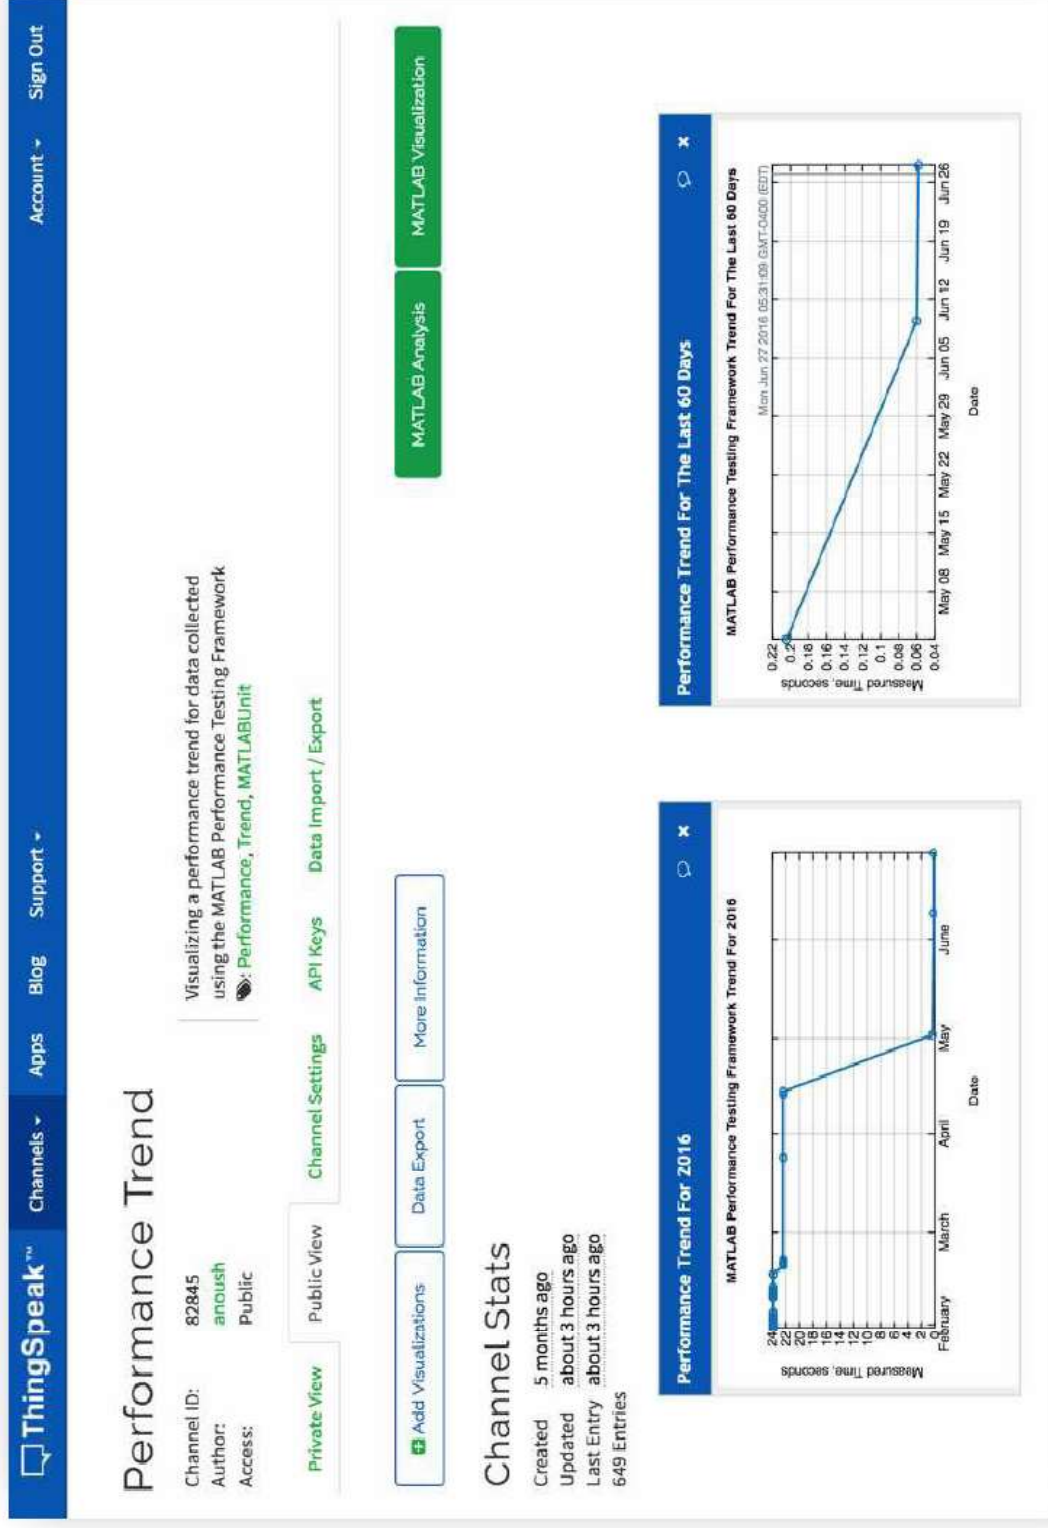 ThingSpeak™ Channels Apps Blog Support Account Sign Out
Performance Trend
Channel ID: 82845
Author: anoush
Access: Public
Visualizing a performance trend for data collected
using the MATLAB Performance Testing Framework
: Performance, Trend, MATLABUnit
Private View Public View Channel Settings API Keys Data Import / Export
Add Visualizations Data Export More Information MATLAB Analysis MATLAB Visualization
Channel Stats
Created 5 months ago
Updated about 3 hours ago
Last Entry about 3 hours ago
649 Entries
Performance Trend For 2016
MATLAB Performance Testing Framework Trend For 2016
Measured Time, seconds
24
22
20
18
16
14
12
10
8
6
4
2
0
February March April May June
Date
Performance Trend For The Last 60 Days
MATLAB Performance Testing Framework Trend For The Last 60 Days
Mon Jun 27 2016 05:31:09 GMT-0400 (EDT)
Measured Time, seconds
0.22
0.2
0.18
0.16
0.14
0.12
0.1
0.08
0.06
0.04
May 08 May 15 May 22 May 29 Jun 05 Jun 12 Jun 19 Jun 26
Date